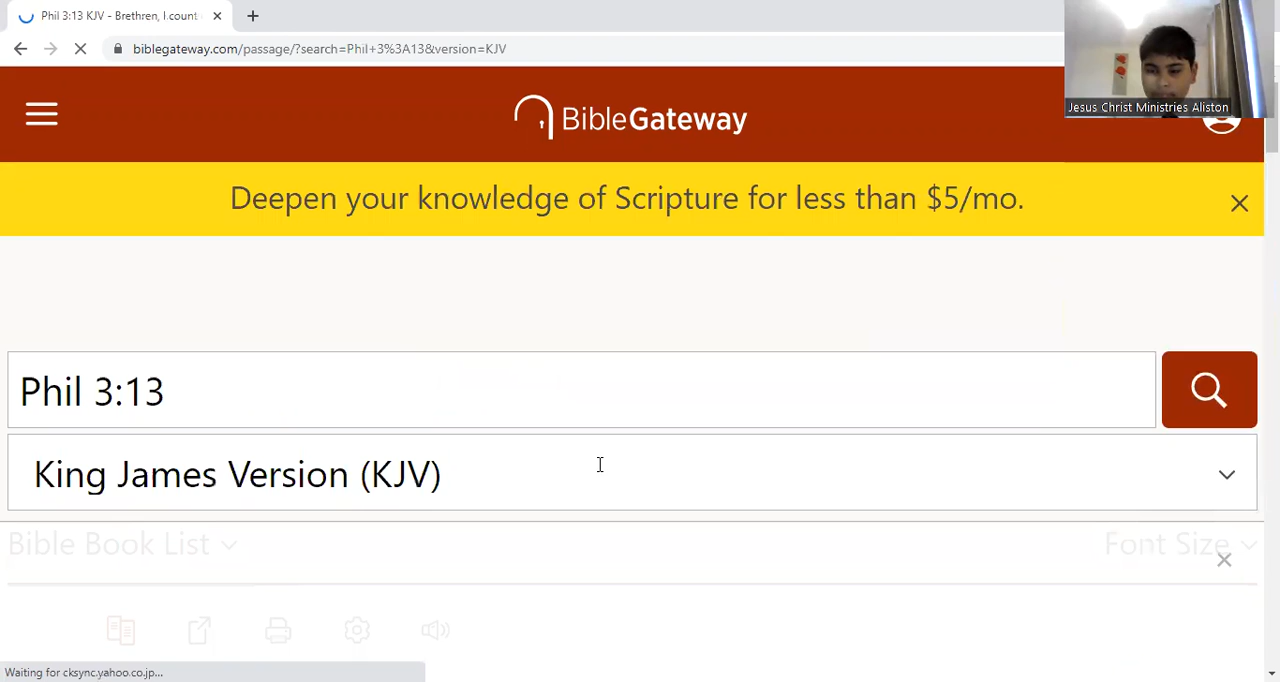 Phil 3:13 KJV - Brethren, I count
biblegateway.com/passage/?search=Phil+3%3A13&version=KJV
Jesus Christ Ministries Aliston
BibleGateway
Deepen your knowledge of Scripture for less than $5/mo.
Phil 3:13
King James Version (KJV)
Bible Book List
Font Size
Waiting for cksync.yahoo.co.jp...